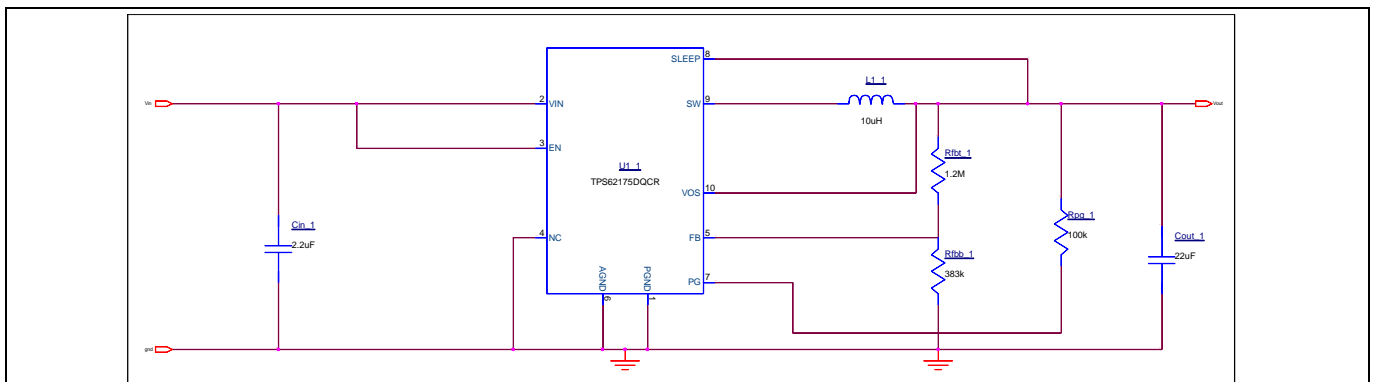 8
SLEEP
L1_1
Vin
2
VIN
SW
9
10uH
Vout
3
EN
Rfbt_1
1.2M
U1_1
TPS62175DQCR
VOS
10
Rpg_1
100k
Cin_1
2.2uF
4
NC
FB
5
Cout_1
22uF
Rfbb_1
383k
AGND
PGND
PG
7
6
1
gnd